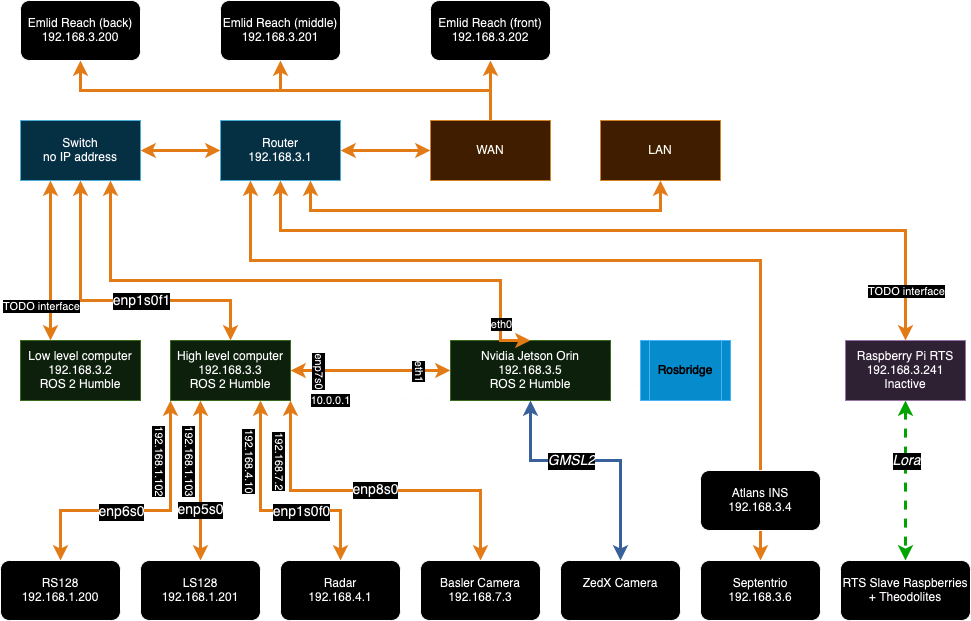 Emlid Reach (back)
192.168.3.200
Emlid Reach (middle)
192.168.3.201
Emlid Reach (front)
192.168.3.202
Switch
no IP address
Router
192.168.3.1
WAN
LAN
TODO interface
enp1s0f1
eth0
TODO interface
Low level computer
192.168.3.2
ROS 2 Humble
High level computer
192.168.3.3
ROS 2 Humble
enp7s0
10.0.0.1
eth1
Nvidia Jetson Orin
192.168.3.5
ROS 2 Humble
Rosbridge
Raspberry Pi RTS
192.168.3.241
Inactive
192.168.1.102
192.168.1.103
192.168.4.10
192.168.7.2
GMSL2
Lora
enp6s0
enp5s0
enp1s0f0
enp8s0
Atlans INS
192.168.3.4
RS128
192.168.1.200
LS128
192.168.1.201
Radar
192.168.4.1
Basler Camera
192.168.7.3
ZedX Camera
Septentrio
192.168.3.6
RTS Slave Raspberries
+ Theodolites